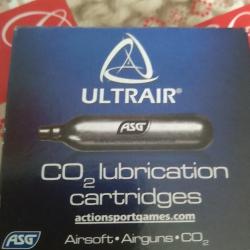 ULTRAIR®
ASG
CO2 lubrication
cartridges
actionsportgames.com
ASG
Airsoft • Airguns • CO2